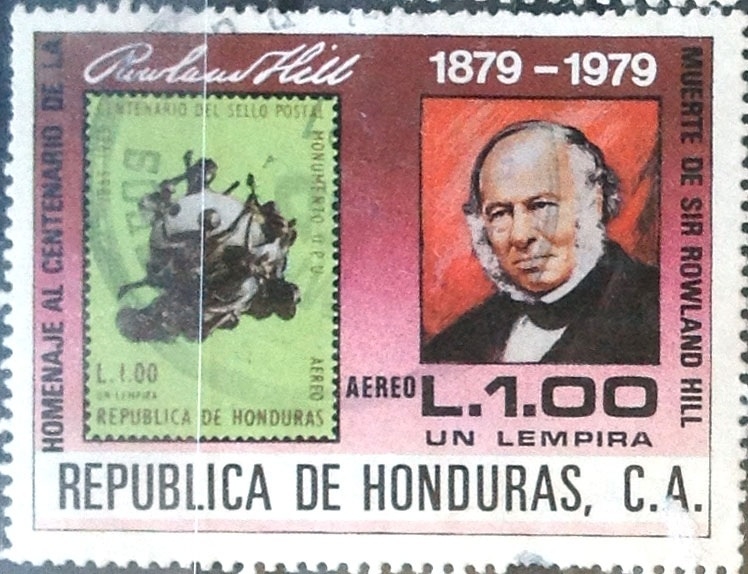 HOMENAJE AL CENTENARIO DE LA
Rowland Hill
1879-1979
MUERTE DE SIR ROWLAND HILL
CENTENARIO DEL SELLO POSTAL
MONUMENTO U.P.U.
AEREO
L.1.00
UN LEMPIRA
REPUBLICA DE HONDURAS
AEREO
L.1.00
UN LEMPIRA
REPUBLICA DE HONDURAS, C.A.